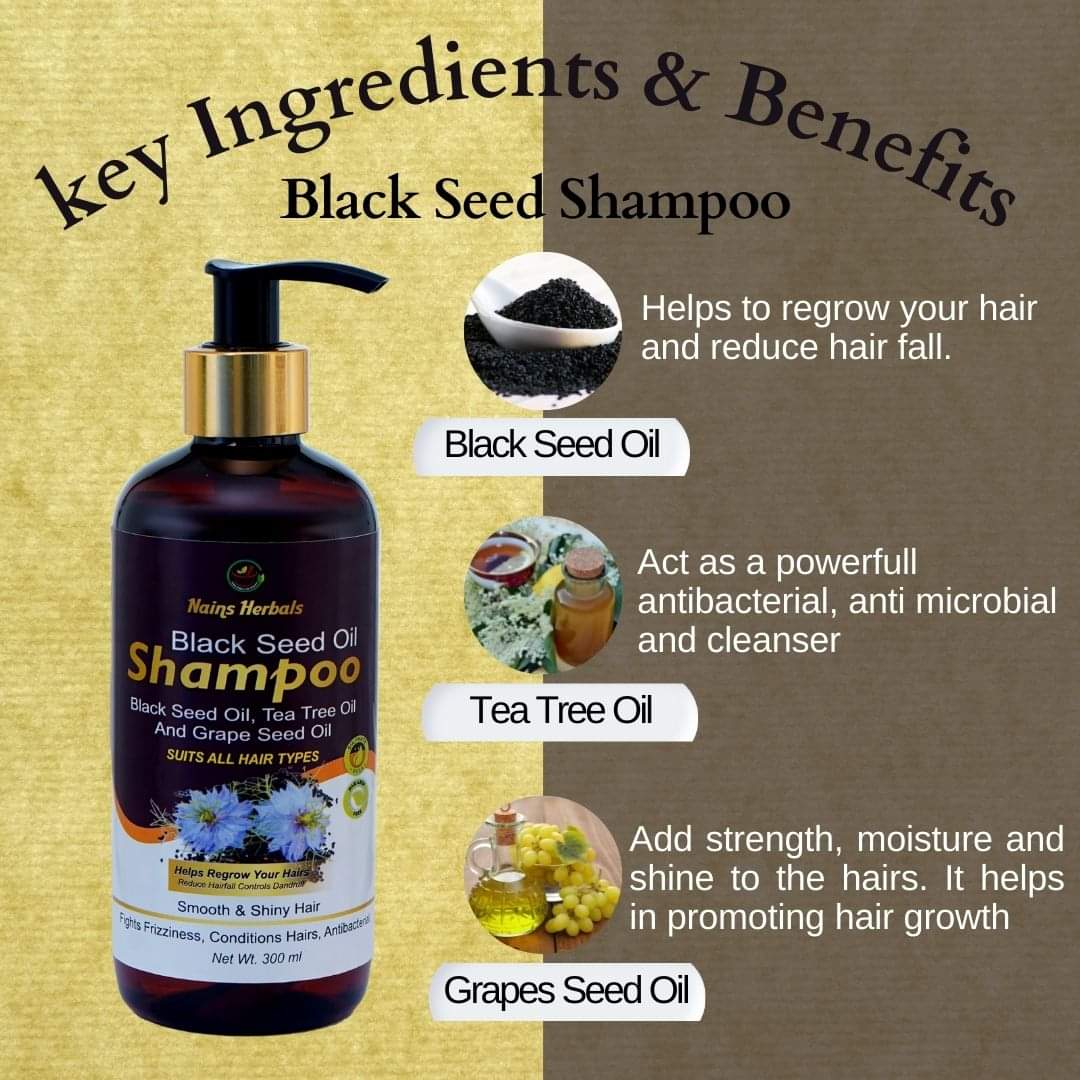 key Ingredients & Benefits
Black Seed Shampoo
Helps to regrow your hair
and reduce hair fall.
Black Seed Oil
Act as a powerfull
antibacterial, anti microbial
and cleanser
Tea Tree Oil
Add strength, moisture and
shine to the hairs. It helps
in promoting hair growth
Grapes Seed Oil
Nains Herbals
Black Seed Oil
Shampoo
Black Seed Oil, Tea Tree Oil
And Grape Seed Oil
SUITS ALL HAIR TYPES
Helps Regrow Your Hairs
Reduce Hairfall Controls Dandruff
Smooth & Shiny Hair
Fights Frizziness, Conditions Hairs, Antibacterial
Net Wt. 300 ml